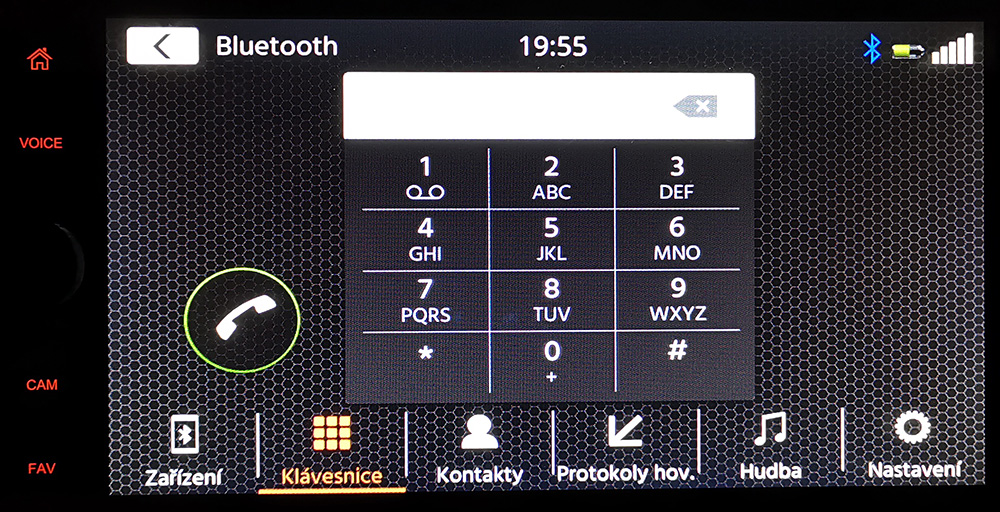 Bluetooth
19:55
VOICE
1
2
ABC
3
DEF
4
GHI
5
JKL
6
MNO
7
PQRS
8
TUV
9
WXYZ
*
0
+
#
CAM
FAV
Zařízení
Klávesnice
Kontakty
Protokoly hov.
Hudba
Nastavení